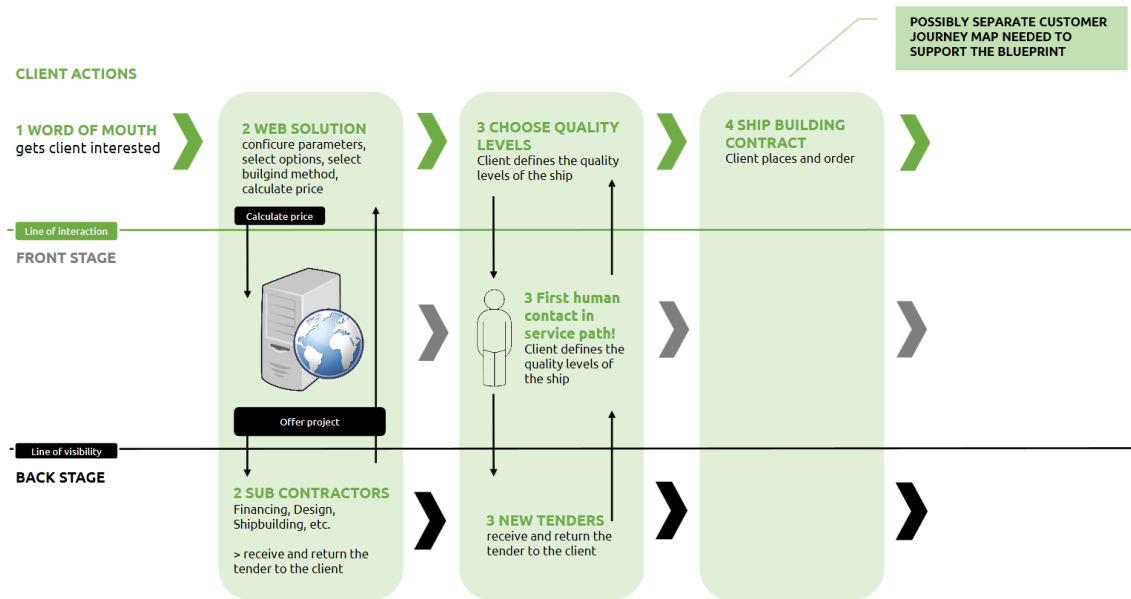 POSSIBLY SEPARATE CUSTOMER
JOURNEY MAP NEEDED TO
SUPPORT THE BLUEPRINT
CLIENT ACTIONS
1 WORD OF MOUTH
gets client interested
2 WEB SOLUTION
conficure parameters,
select options, select
builgind method,
calculate price
3 CHOOSE QUALITY
LEVELS
Client defines the quality
levels of the ship
4 SHIP BUILDING
CONTRACT
Client places and order
Calculate price
Line of interaction
FRONT STAGE
3 First human
contact in
service path!
Client defines the
quality levels of
the ship
Offer project
Line of visibility
BACK STAGE
2 SUB CONTRACTORS
Financing, Design,
Shipbuilding, etc.
> receive and return the
tender to the client
3 NEW TENDERS
receive and return the
tender to the client